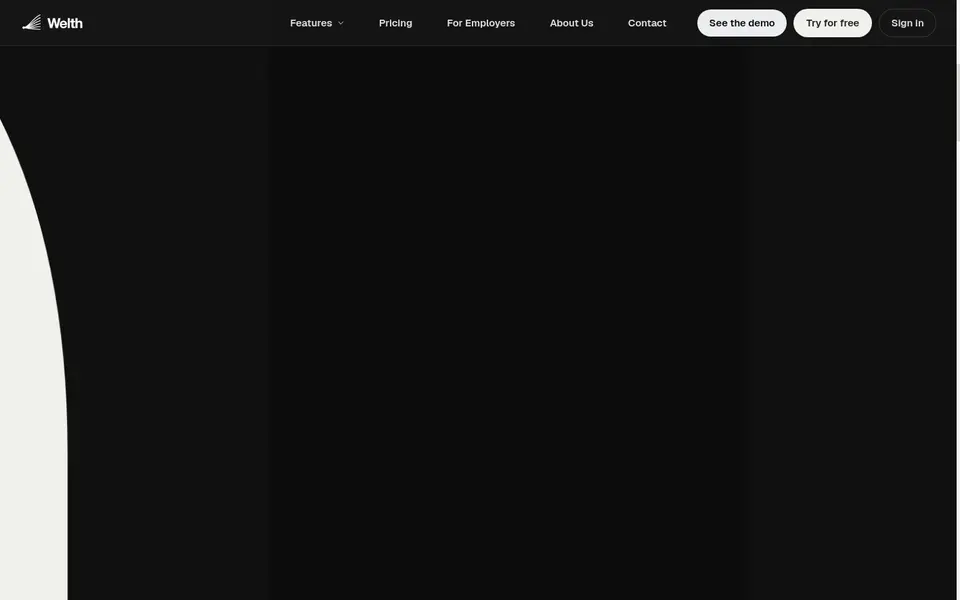 Welth
Features
Pricing
For Employers
About Us
Contact
See the demo
Try for free
Sign in